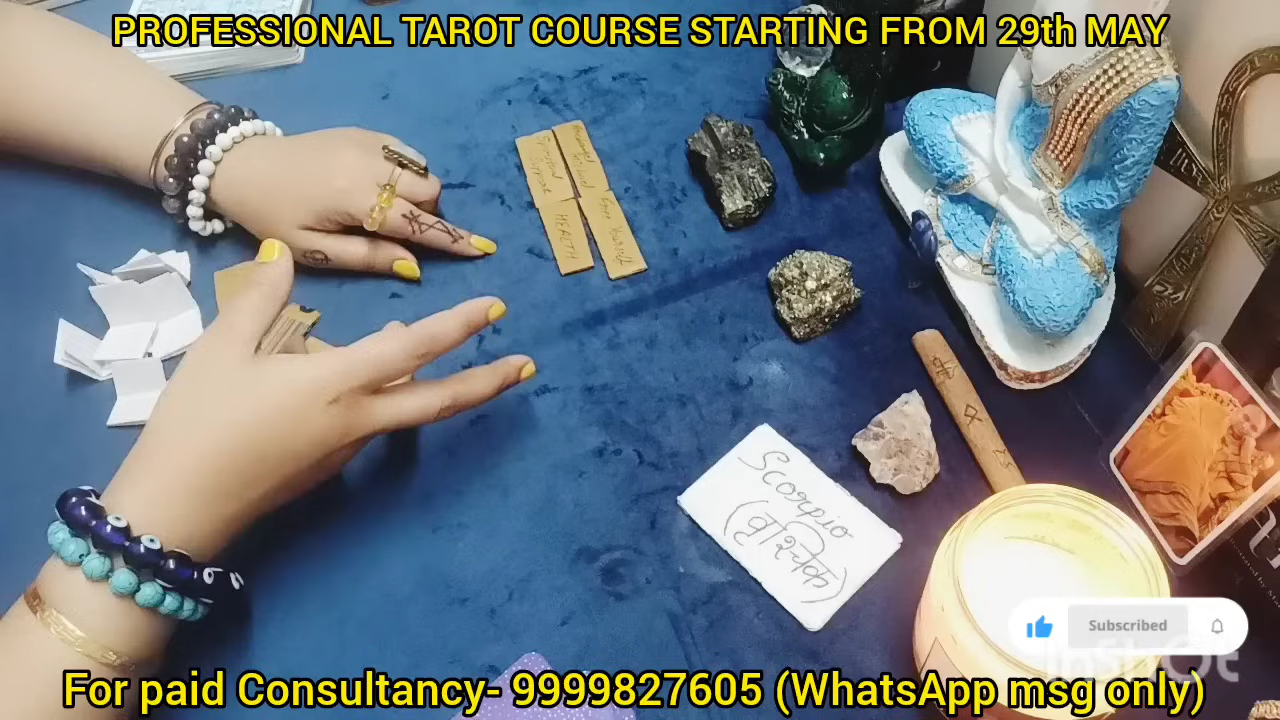 PROFESSIONAL TAROT COURSE STARTING FROM 29th MAY
HEALTH
Scorpio
(वृश्चिक)
Subscribed
For paid Consultancy- 9999827605 (WhatsApp msg only)